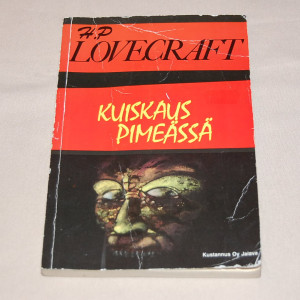 H.P
LOVECRAFT
KUISKAUS
PIMEÄSSÄ
Kustannus Oy Jalava